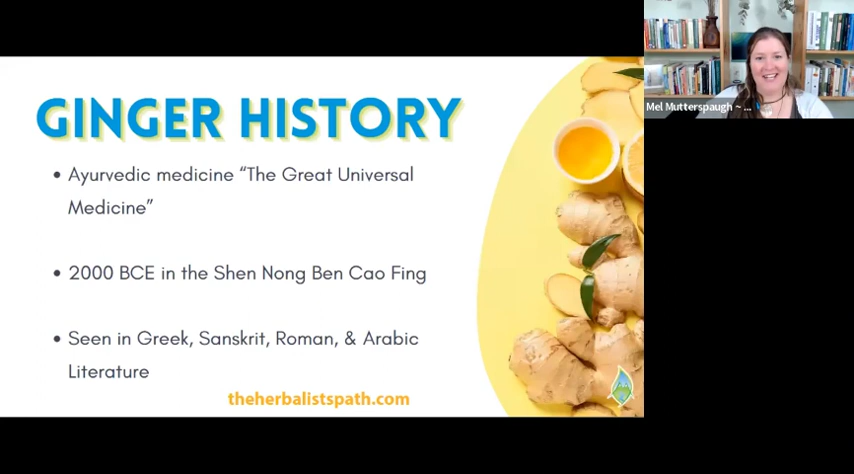 GINGER HISTORY
• Ayurvedic medicine “The Great Universal
Medicine”
• 2000 BCE in the Shen Nong Ben Cao Fing
• Seen in Greek, Sanskrit, Roman, & Arabic
Literature
theherbalistspath.com
Mel Mutterspaugh ~ ...